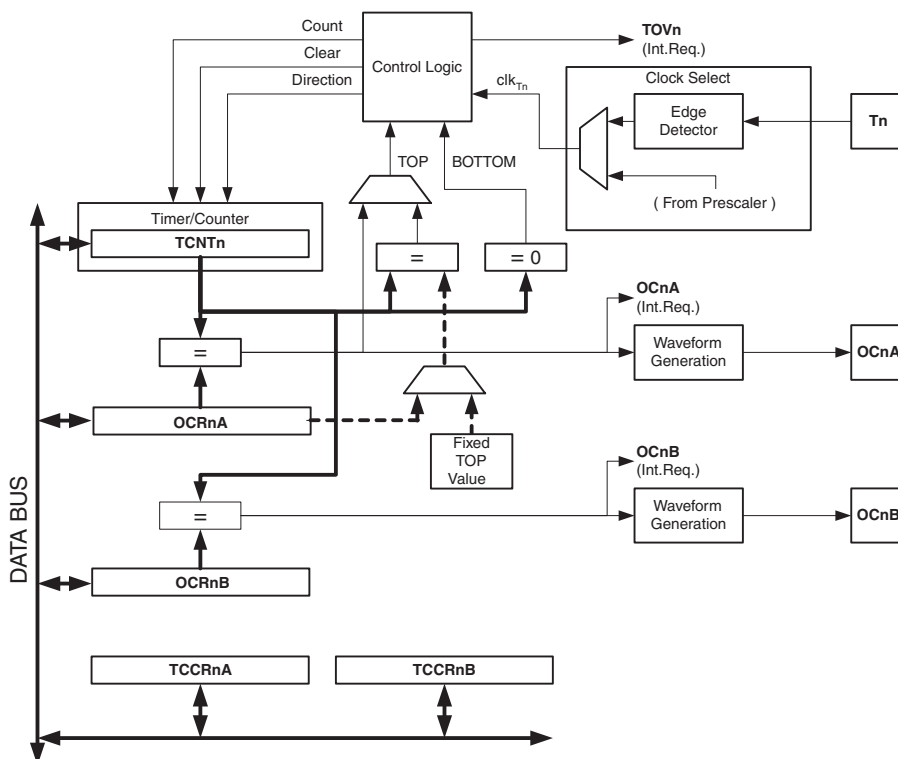 Count
Clear
Direction
Control Logic
TOVn
(Int.Req.)
clkTn
Clock Select
Edge
Detector
Tn
( From Prescaler )
TOP
BOTTOM
Timer/Counter
TCNTn
=
= 0
OCnA
(Int.Req.)
=
Waveform
Generation
OCnA
OCRnA
Fixed
TOP
Value
OCnB
(Int.Req.)
=
Waveform
Generation
OCnB
OCRnB
DATA BUS
TCCRnA
TCCRnB